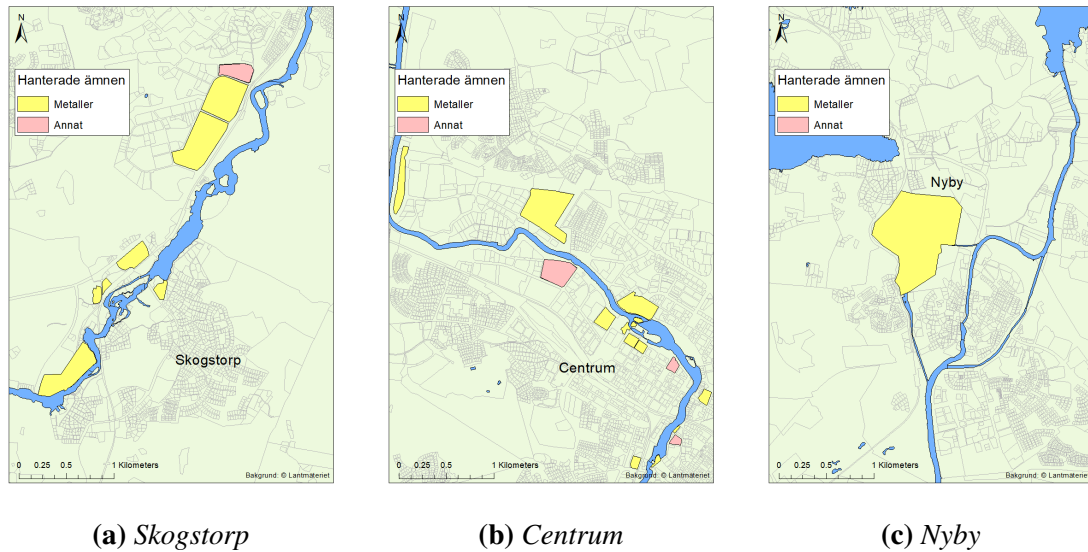 N
Hanterade ämnen
Metaller
Annat
Skogstorp
0 0.25 0.5 1 Kilometers
Bakgrund: © Lantmäteriet
(a) Skogstorp
N
Hanterade ämnen
Metaller
Annat
Centrum
0 0.25 0.5 1 Kilometers
Bakgrund: © Lantmäteriet
(b) Centrum
N
Hanterade ämnen
Metaller
Annat
Nyby
0 0.25 0.5 1 Kilometers
Bakgrund: © Lantmäteriet
(c) Nyby